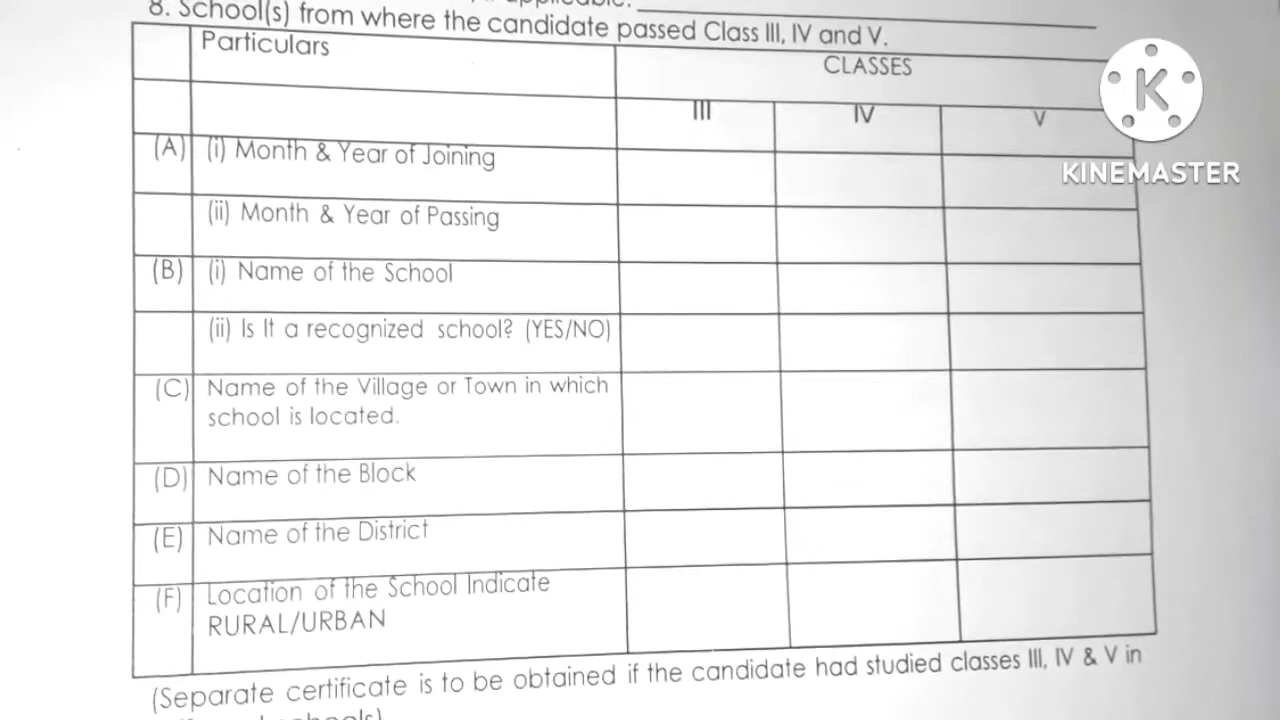 applicable.
8. School(s) from where the candidate passed Class III, IV and V.
Particulars CLASSES
III IV V
(A) (i) Month & Year of Joining
(ii) Month & Year of Passing
(B) (i) Name of the School
(ii) Is It a recognized school? (YES/NO)
(C) Name of the Village or Town in which
school is located.
(D) Name of the Block
(E) Name of the District
(F) Location of the School Indicate
RURAL/URBAN
(Separate certificate is to be obtained if the candidate had studied classes III, IV & V in
schools)
K
KINEMASTER